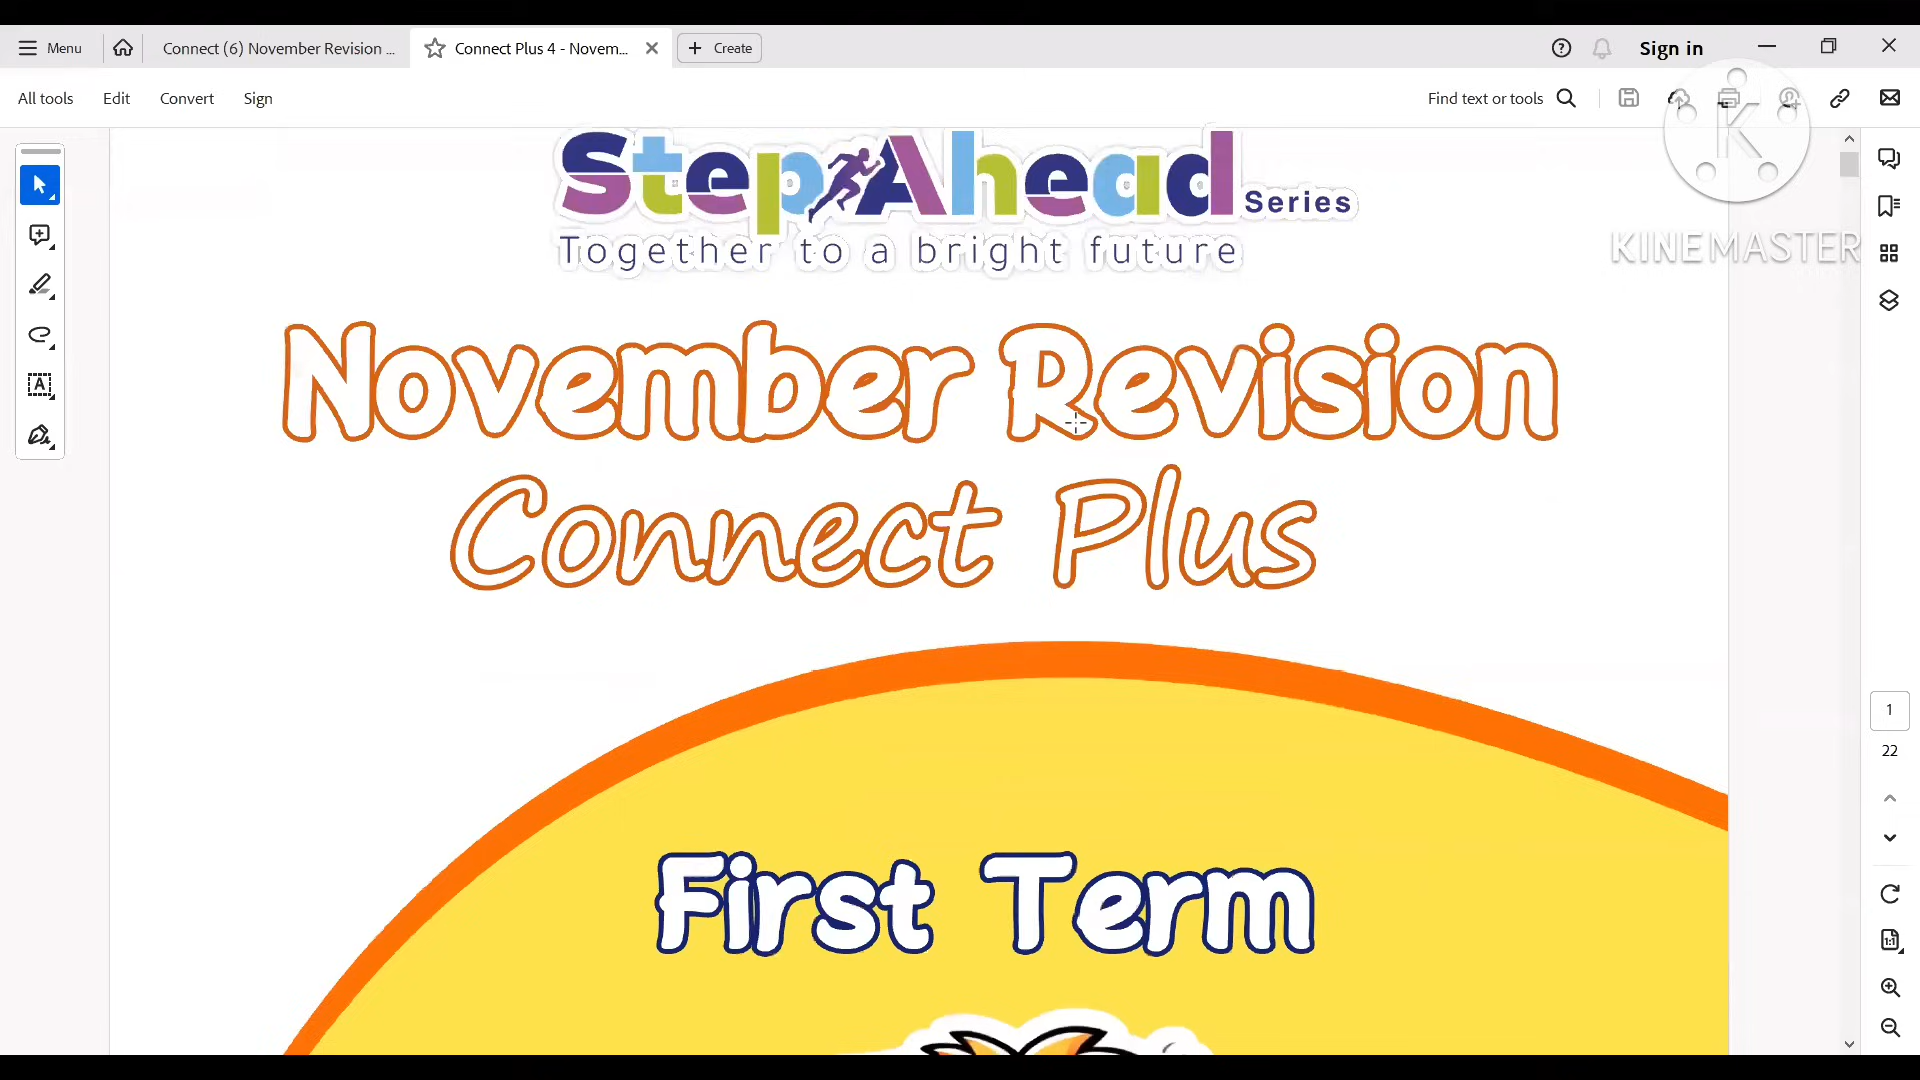 Menu
Connect (6) November Revision ...
Connect Plus 4 - Novem...
Create
Sign in
All tools
Edit
Convert
Sign
Find text or tools
StepAhead Series
Together to a bright future
KINEMASTER
November Revision
Connect Plus
First Term
1
22